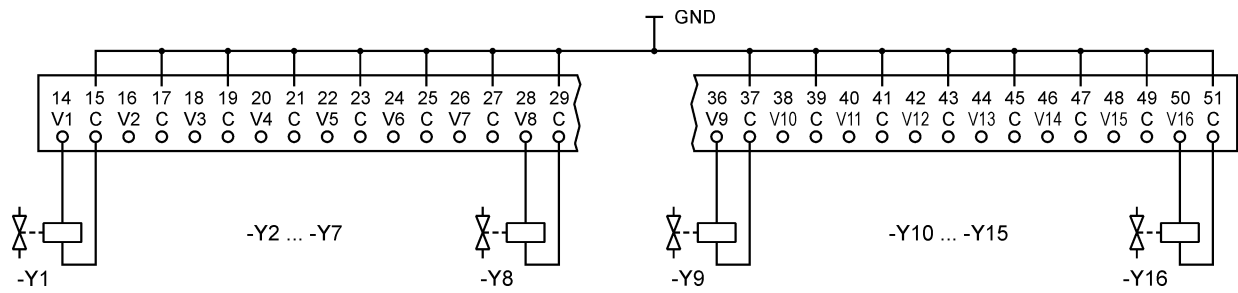 GND
14 15 16 17 18 19 20 21 22 23 24 25 26 27 28 29 36 37 38 39 40 41 42 43 44 45 46 47 48 49 50 51
V1 C V2 C V3 C V4 C V5 C V6 C V7 C V8 C V9 C V10 C V11 C V12 C V13 C V14 C V15 C V16 C
-Y2 ... -Y7 -Y10 ... -Y15
-Y1 -Y8 -Y9 -Y16